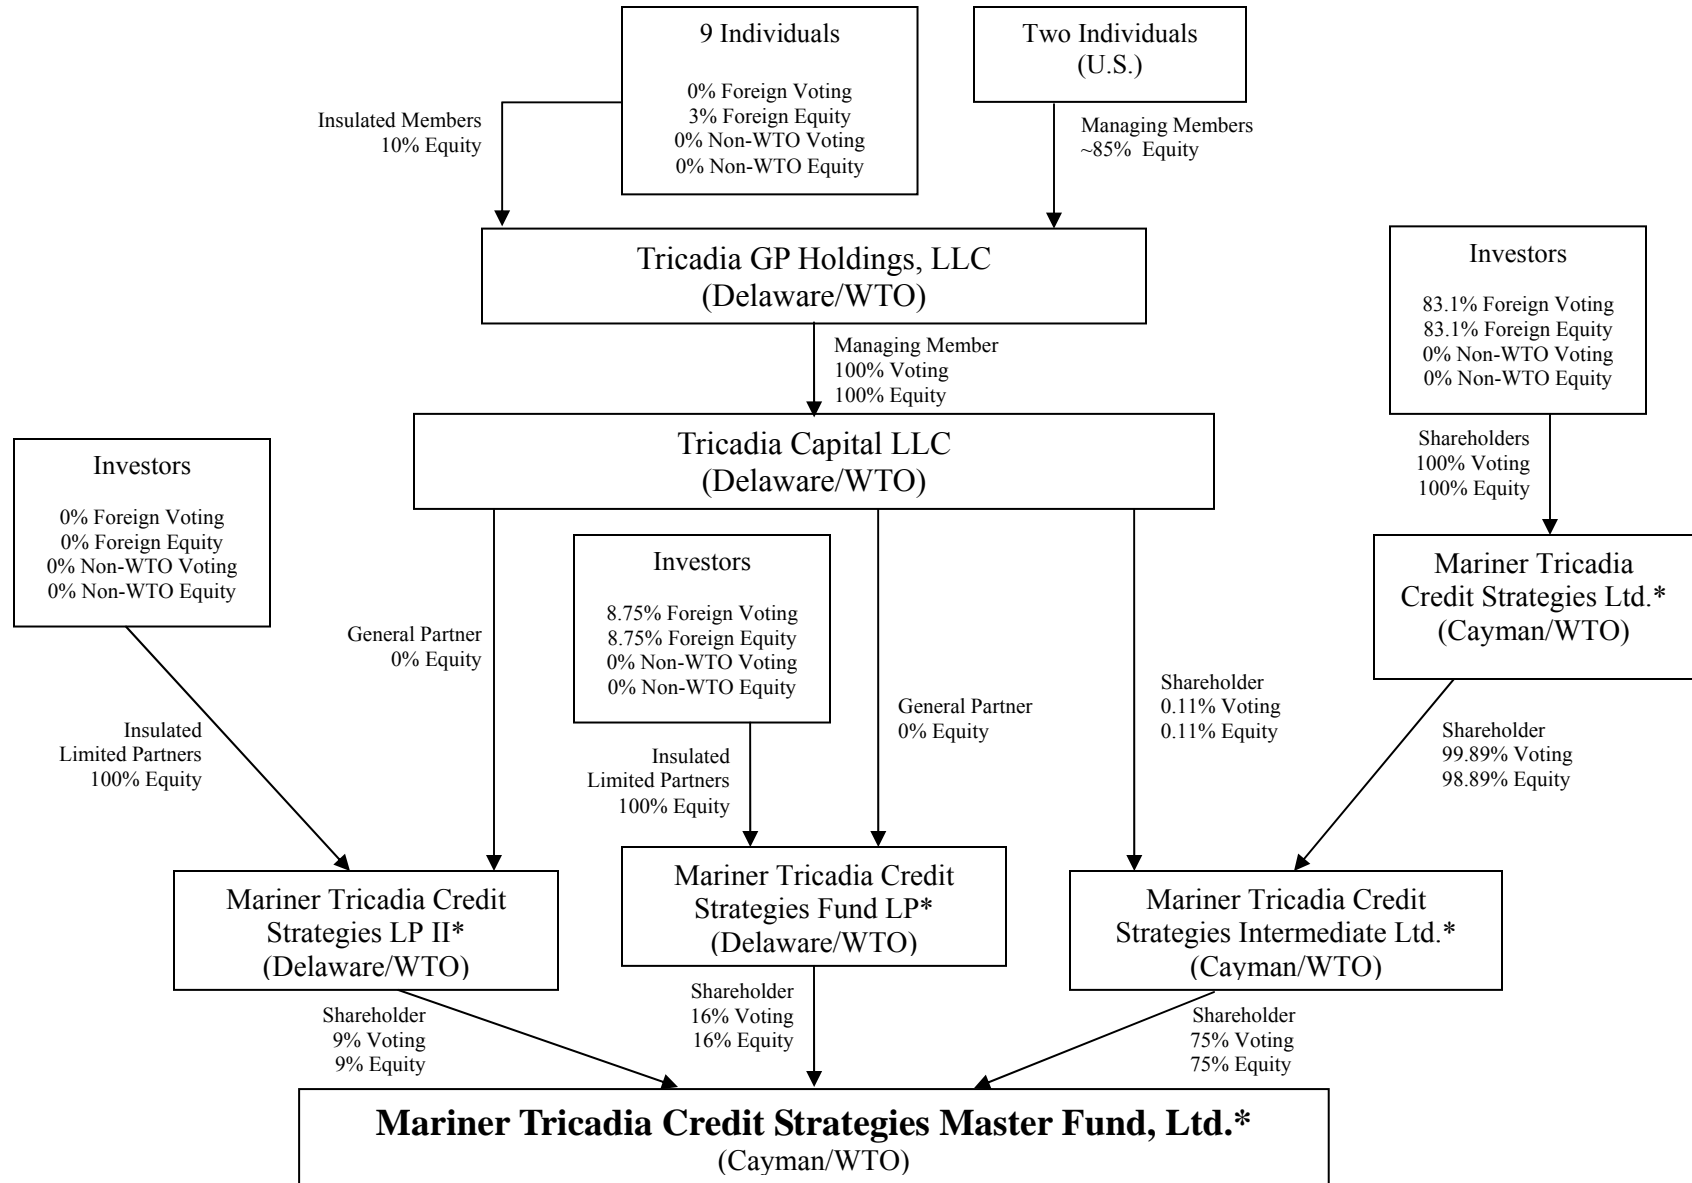 9 Individuals
0% Foreign Voting
3% Foreign Equity
0% Non-WTO Voting
0% Non-WTO Equity
Two Individuals
(U.S.)
Insulated Members
10% Equity
Managing Members
~85% Equity
Tricadia GP Holdings, LLC
(Delaware/WTO)
Investors
83.1% Foreign Voting
83.1% Foreign Equity
0% Non-WTO Voting
0% Non-WTO Equity
Managing Member
100% Voting
100% Equity
Tricadia Capital LLC
(Delaware/WTO)
Shareholders
100% Voting
100% Equity
Investors
0% Foreign Voting
0% Foreign Equity
0% Non-WTO Voting
0% Non-WTO Equity
Investors
8.75% Foreign Voting
8.75% Foreign Equity
0% Non-WTO Voting
0% Non-WTO Equity
Mariner Tricadia
Credit Strategies Ltd.*
(Cayman/WTO)
General Partner
0% Equity
General Partner
0% Equity
Shareholder
0.11% Voting
0.11% Equity
Shareholder
99.89% Voting
98.89% Equity
Insulated
Limited Partners
100% Equity
Insulated
Limited Partners
100% Equity
Mariner Tricadia Credit
Strategies LP II*
(Delaware/WTO)
Mariner Tricadia Credit
Strategies Fund LP*
(Delaware/WTO)
Mariner Tricadia Credit
Strategies Intermediate Ltd.*
(Cayman/WTO)
Shareholder
9% Voting
9% Equity
Shareholder
16% Voting
16% Equity
Shareholder
75% Voting
75% Equity
Mariner Tricadia Credit Strategies Master Fund, Ltd.*
(Cayman/WTO)